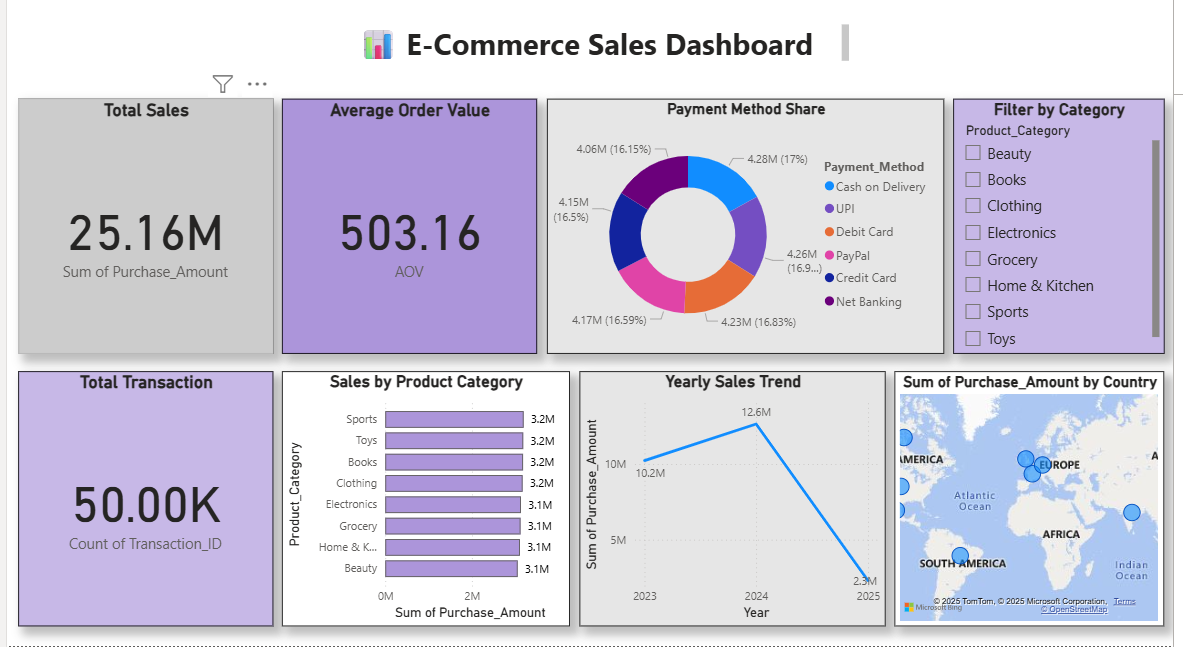 E-Commerce Sales Dashboard
Total Sales
25.16M
Sum of Purchase_Amount
Average Order Value
503.16
AOV
Payment Method Share
4.06M (16.15%)
4.28M (17%)
4.15M
(16.5%)
4.26M
(16.9...)
4.17M (16.59%)
4.23M (16.83%)
Payment_Method
Cash on Delivery
UPI
Debit Card
PayPal
Credit Card
Net Banking
Filter by Category
Product_Category
Beauty
Books
Clothing
Electronics
Grocery
Home & Kitchen
Sports
Toys
Total Transaction
50.00K
Count of Transaction_ID
Sales by Product Category
Product_Category
Sports 3.2M
Toys 3.2M
Books 3.2M
Clothing 3.2M
Electronics 3.1M
Grocery 3.1M
Home & K... 3.1M
Beauty 3.1M
0M 2M
Sum of Purchase_Amount
Yearly Sales Trend
Sum of Purchase_Amount
12.6M
10M
10.2M
5M
2.3M
2023 2024 2025
Year
Sum of Purchase_Amount by Country
AMERICA
EUROPE
A
Atlantic
Ocean
AFRICA
SOUTH AMERICA
Indian
Ocean
Microsoft Bing
© 2025 TomTom, © 2025 Microsoft Corporation, Terms
© OpenStreetMap